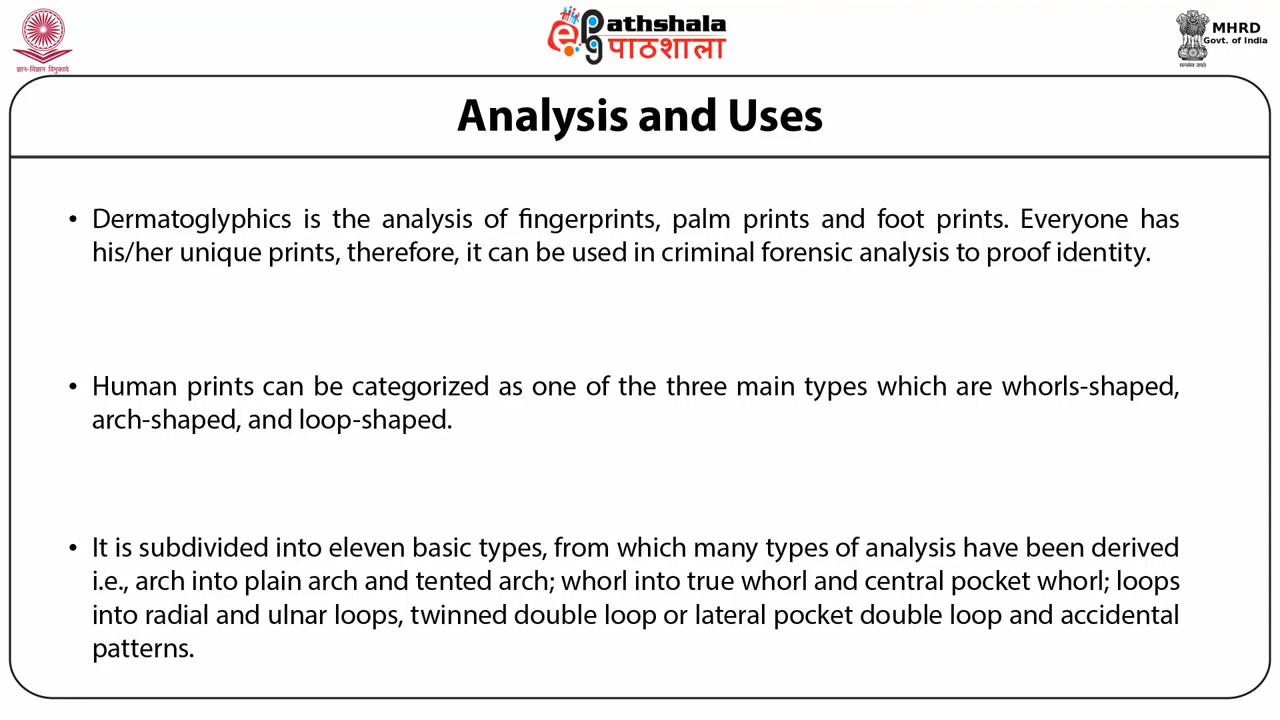 ज्ञान-विज्ञान विमुक्तये
ePg athshala
पाठशाला
MHRD
Govt. of India
सत्यमेव जयते
Analysis and Uses
• Dermatoglyphics is the analysis of fingerprints, palm prints and foot prints. Everyone has
his/her unique prints, therefore, it can be used in criminal forensic analysis to proof identity.
• Human prints can be categorized as one of the three main types which are whorls-shaped,
arch-shaped, and loop-shaped.
• It is subdivided into eleven basic types, from which many types of analysis have been derived
i.e., arch into plain arch and tented arch; whorl into true whorl and central pocket whorl; loops
into radial and ulnar loops, twinned double loop or lateral pocket double loop and accidental
patterns.